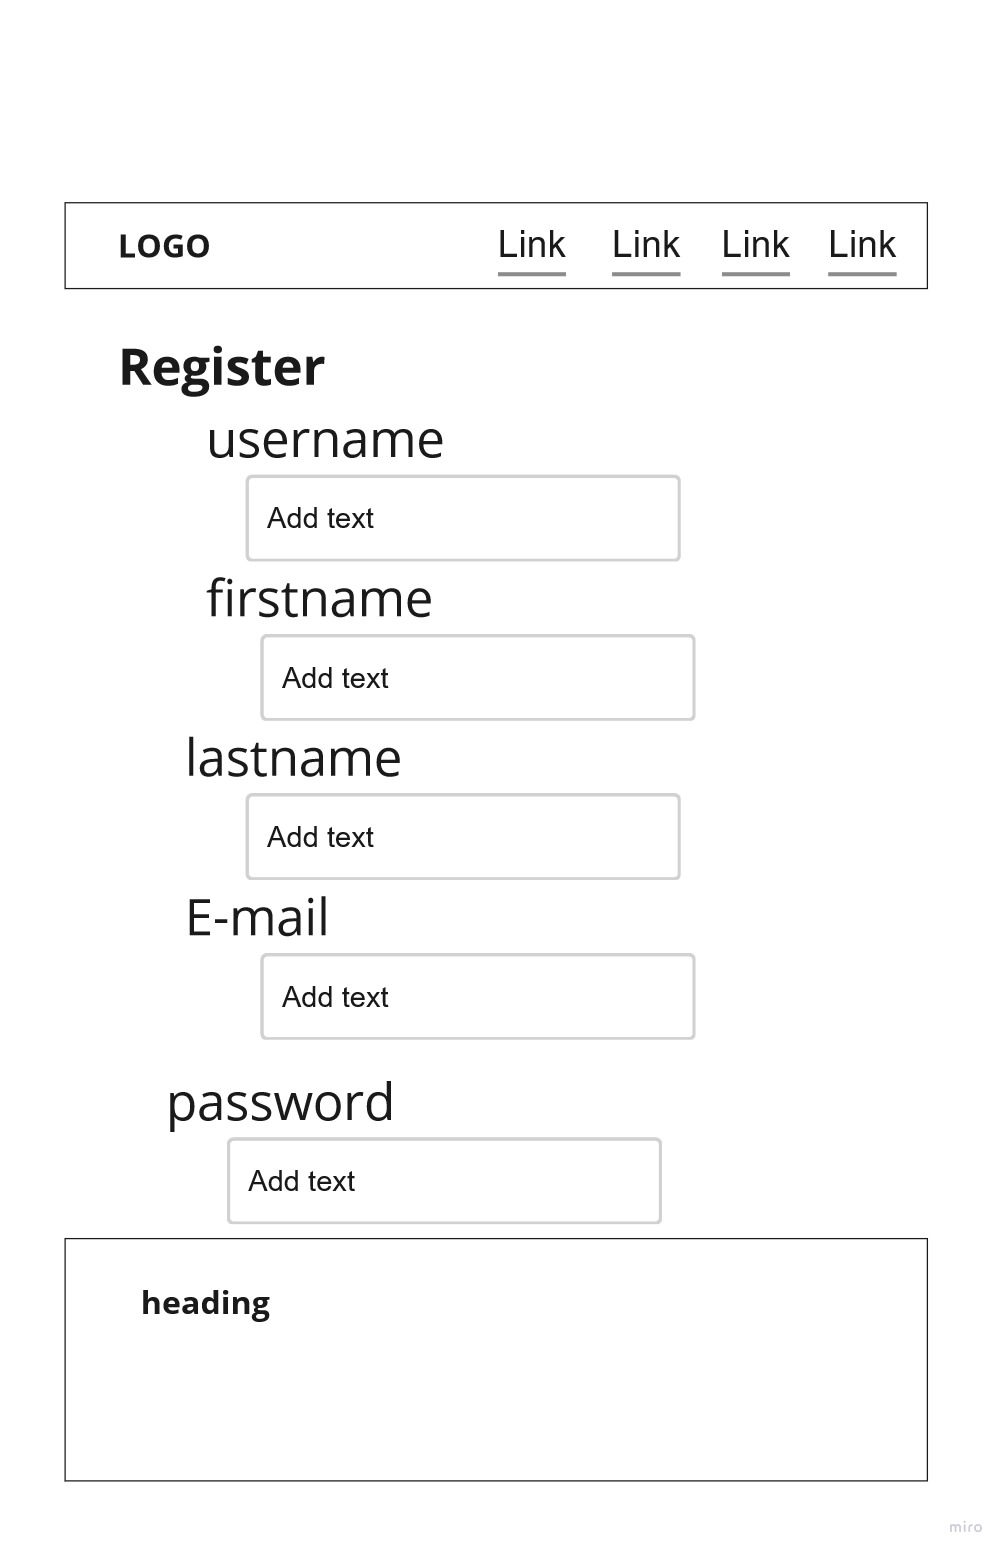 LOGO Link Link Link Link
Register
username
Add text
firstname
Add text
lastname
Add text
E-mail
Add text
password
Add text
heading
miro